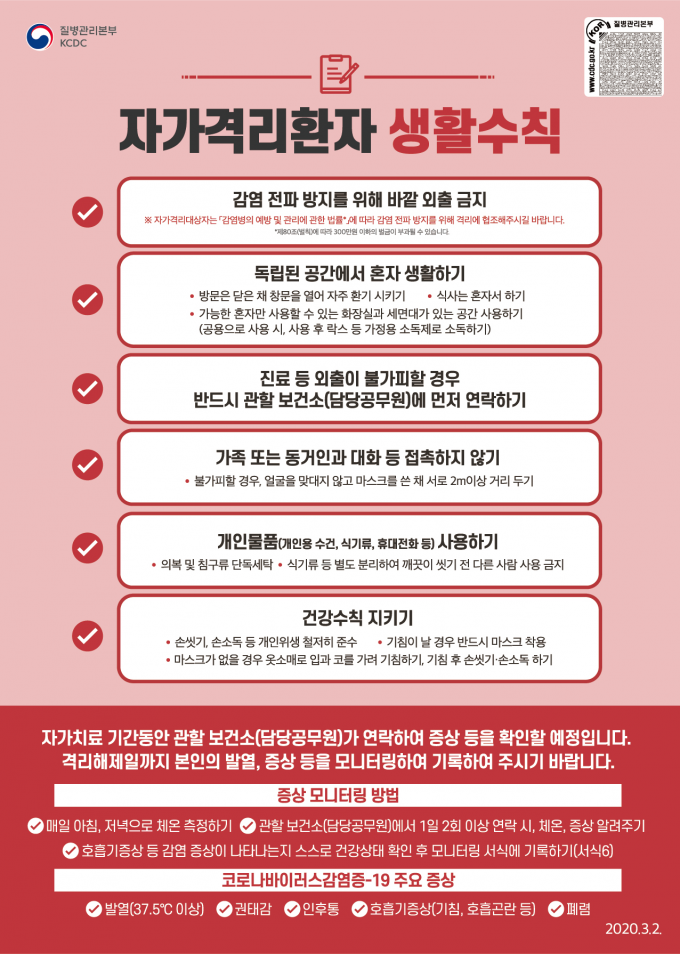 질병관리본부
KCDC
KOR
질병관리본부
www.cdc.go.kr
자가격리환자 생활수칙
감염 전파 방지를 위해 바깥 외출 금지
※ 자가격리대상자는 「감염병의 예방 및 관리에 관한 법률*」에 따라 감염 전파 방지를 위해 격리에 협조해주시길 바랍니다.
*제80조(벌칙)에 따라 300만원 이하의 벌금이 부과될 수 있습니다.
독립된 공간에서 혼자 생활하기
• 방문은 닫은 채 창문을 열어 자주 환기 시키기 • 식사는 혼자서 하기
• 가능한 혼자만 사용할 수 있는 화장실과 세면대가 있는 공간 사용하기
(공용으로 사용 시, 사용 후 락스 등 가정용 소독제로 소독하기)
진료 등 외출이 불가피할 경우
반드시 관할 보건소(담당공무원)에 먼저 연락하기
가족 또는 동거인과 대화 등 접촉하지 않기
• 불가피할 경우, 얼굴을 맞대지 않고 마스크를 쓴 채 서로 2m이상 거리 두기
개인물품(개인용 수건, 식기류, 휴대전화 등) 사용하기
• 의복 및 침구류 단독세탁 • 식기류 등 별도 분리하여 깨끗이 씻기 전 다른 사람 사용 금지
건강수칙 지키기
• 손씻기, 손소독 등 개인위생 철저히 준수 • 기침이 날 경우 반드시 마스크 착용
• 마스크가 없을 경우 옷소매로 입과 코를 가려 기침하기, 기침 후 손씻기·손소독 하기
자가치료 기간동안 관할 보건소(담당공무원)가 연락하여 증상 등을 확인할 예정입니다.
격리해제일까지 본인의 발열, 증상 등을 모니터링하여 기록하여 주시기 바랍니다.
증상 모니터링 방법
매일 아침, 저녁으로 체온 측정하기 관할 보건소(담당공무원)에서 1일 2회 이상 연락 시, 체온, 증상 알려주기
호흡기증상 등 감염 증상이 나타나는지 스스로 건강상태 확인 후 모니터링 서식에 기록하기(서식6)
코로나바이러스감염증-19 주요 증상
발열(37.5℃ 이상) 권태감 인후통 호흡기증상(기침, 호흡곤란 등) 폐렴
2020.3.2.